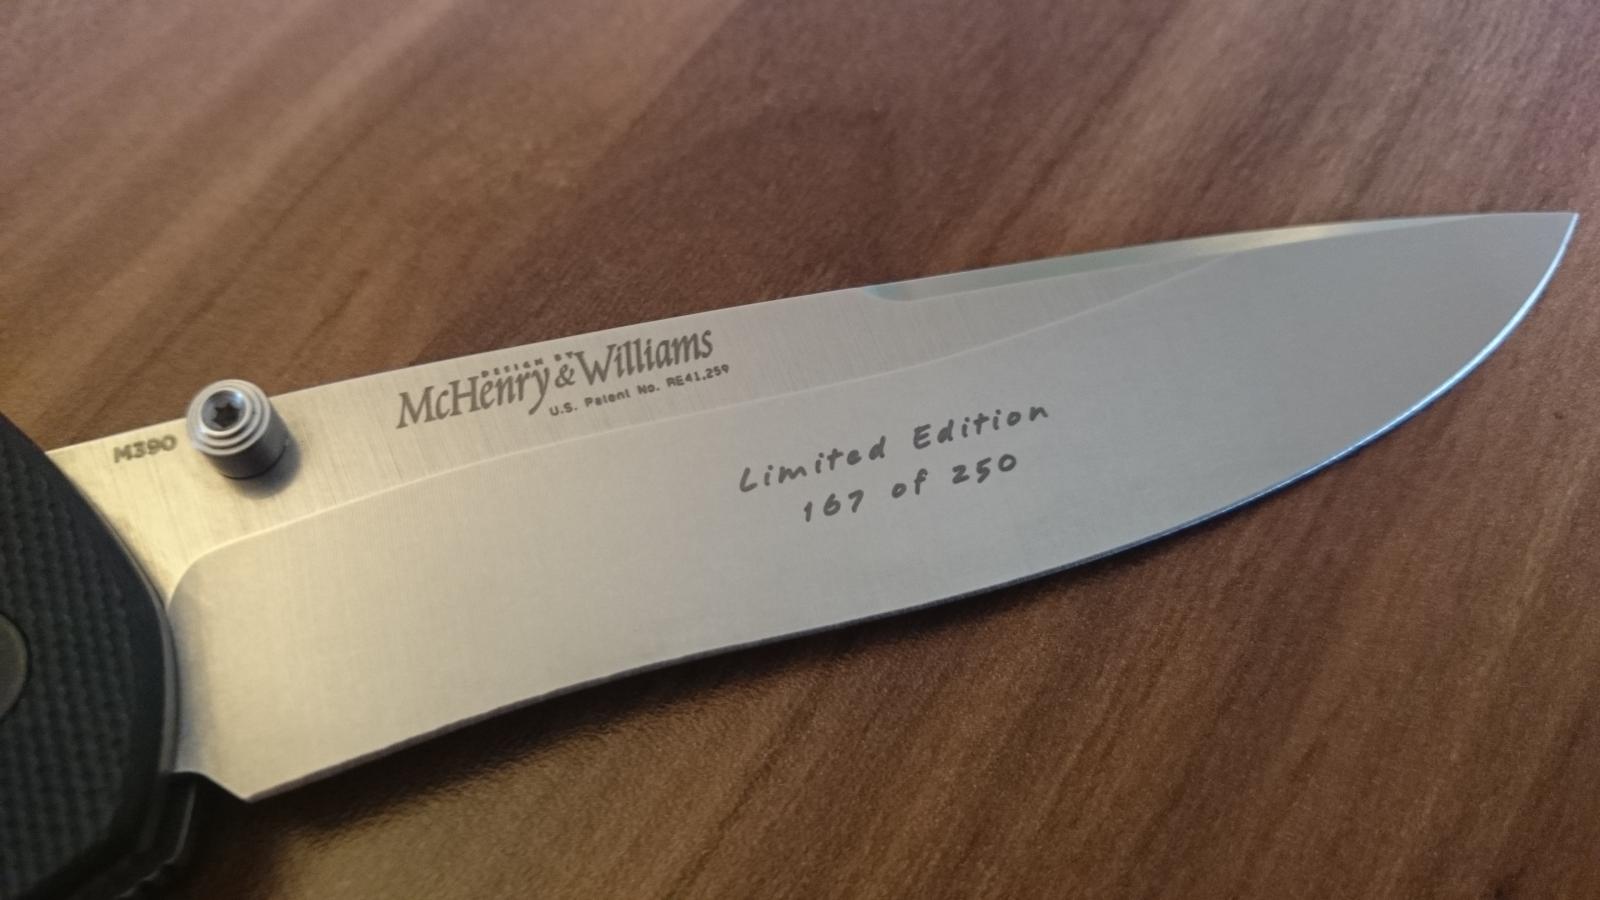 M390
DESIGN BY
McHenry & Williams
U.S. Patent No. RE41,259
Limited Edition
167 of 250